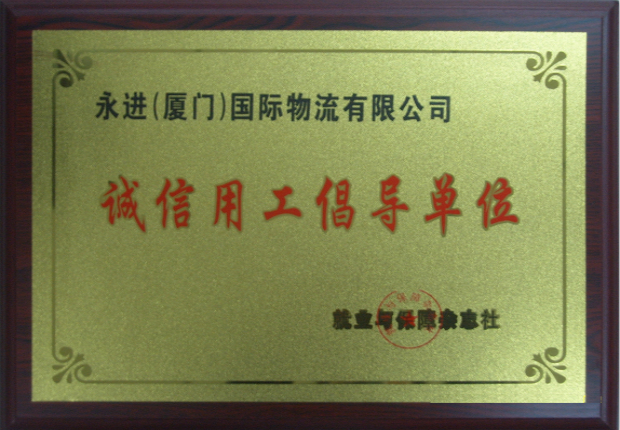 永进(厦门)国际物流有限公司
诚信用工倡导单位
就业与保障杂志社